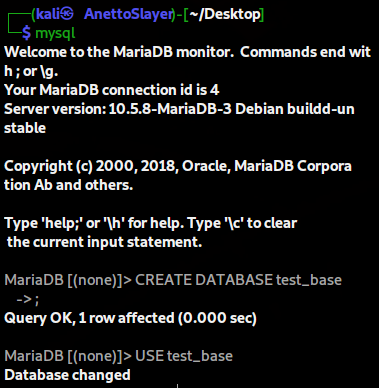 ┌──(kali㉿ AnettoSlayer)-[~/Desktop]
└─$ mysql
Welcome to the MariaDB monitor. Commends end wit
h ; or \g.
Your MariaDB connection id is 4
Server version: 10.5.8-MariaDB-3 Debian buildd-un
stable
Copyright (c) 2000, 2018, Oracle, MariaDB Corpora
tion Ab and others.
Type 'help;' or '\h' for help. Type '\c' to clear
the current input statement.
MariaDB [(none)]> CREATE DATABASE test_base
-> ;
Query OK, 1 row affected (0.000 sec)
MariaDB [(none)]> USE test_base
Database changed